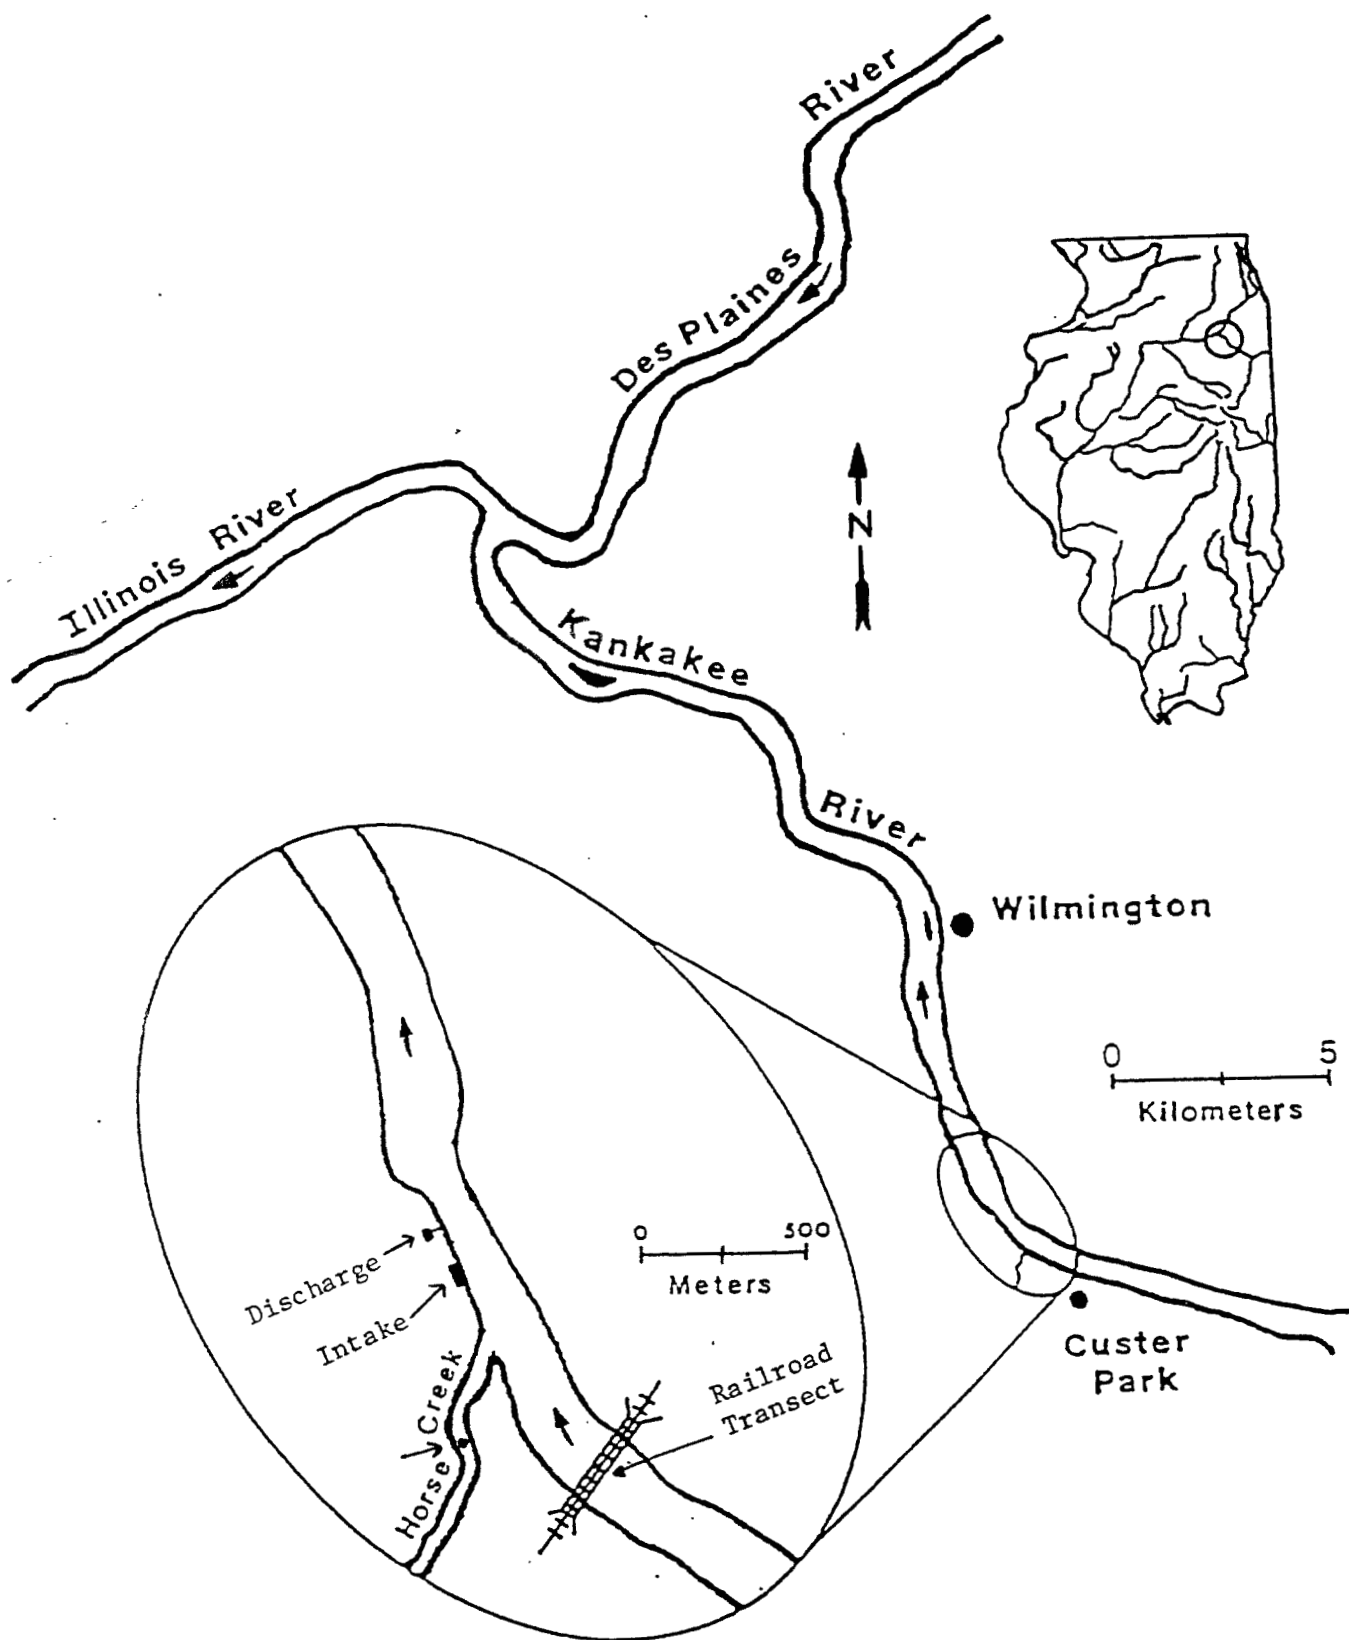 River
Des Plaines
N
Illinois River
Kankakee
River
Wilmington
0 5
Kilometers
0 500
Meters
Discharge
Intake
Railroad
Transect
Horse Creek
Custer
Park